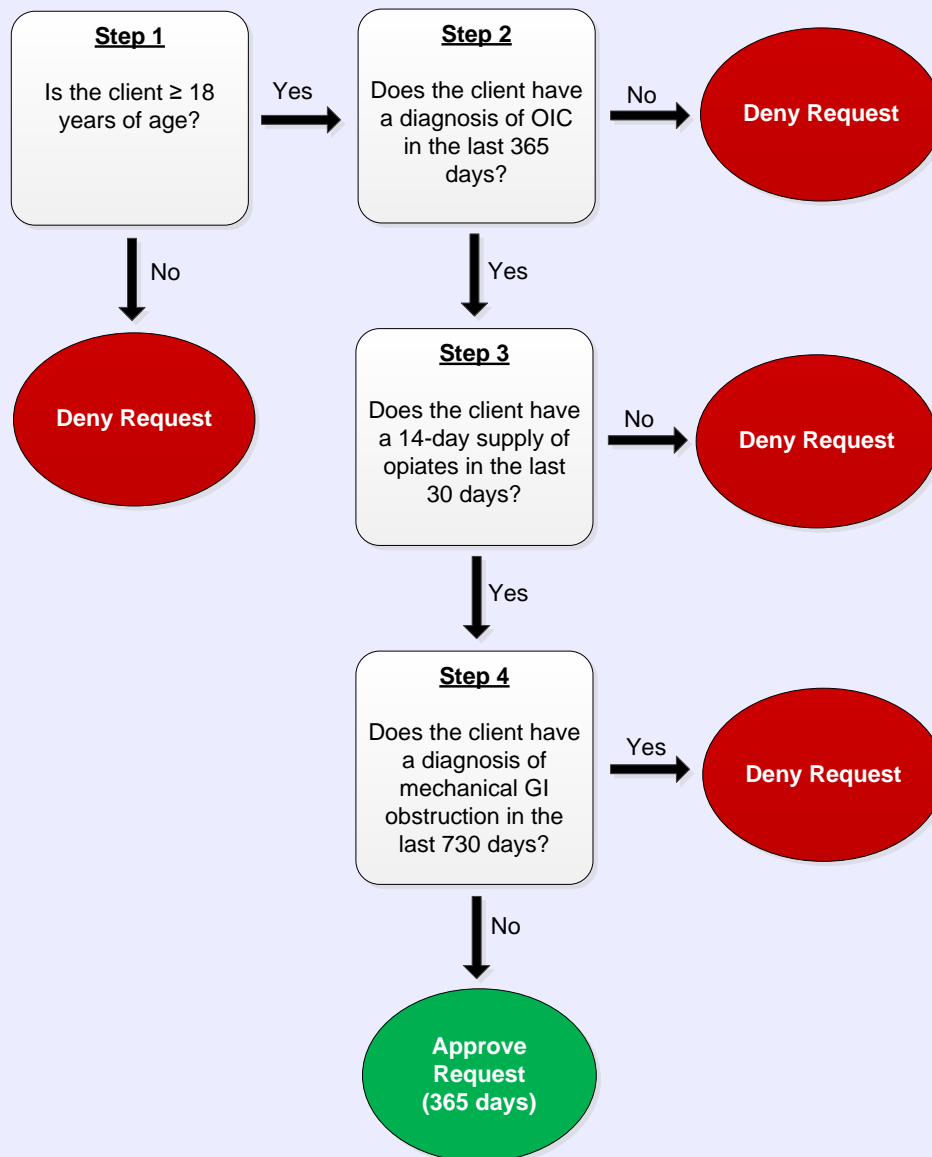 Step 1
Is the client ≥ 18
years of age?
Yes
Step 2
Does the client have
a diagnosis of OIC
in the last 365
days?
No
Deny Request
No
Deny Request
Yes
Step 3
Does the client have
a 14-day supply of
opiates in the last
30 days?
No
Deny Request
Yes
Step 4
Does the client have
a diagnosis of
mechanical GI
obstruction in the
last 730 days?
Yes
Deny Request
No
Approve
Request
(365 days)